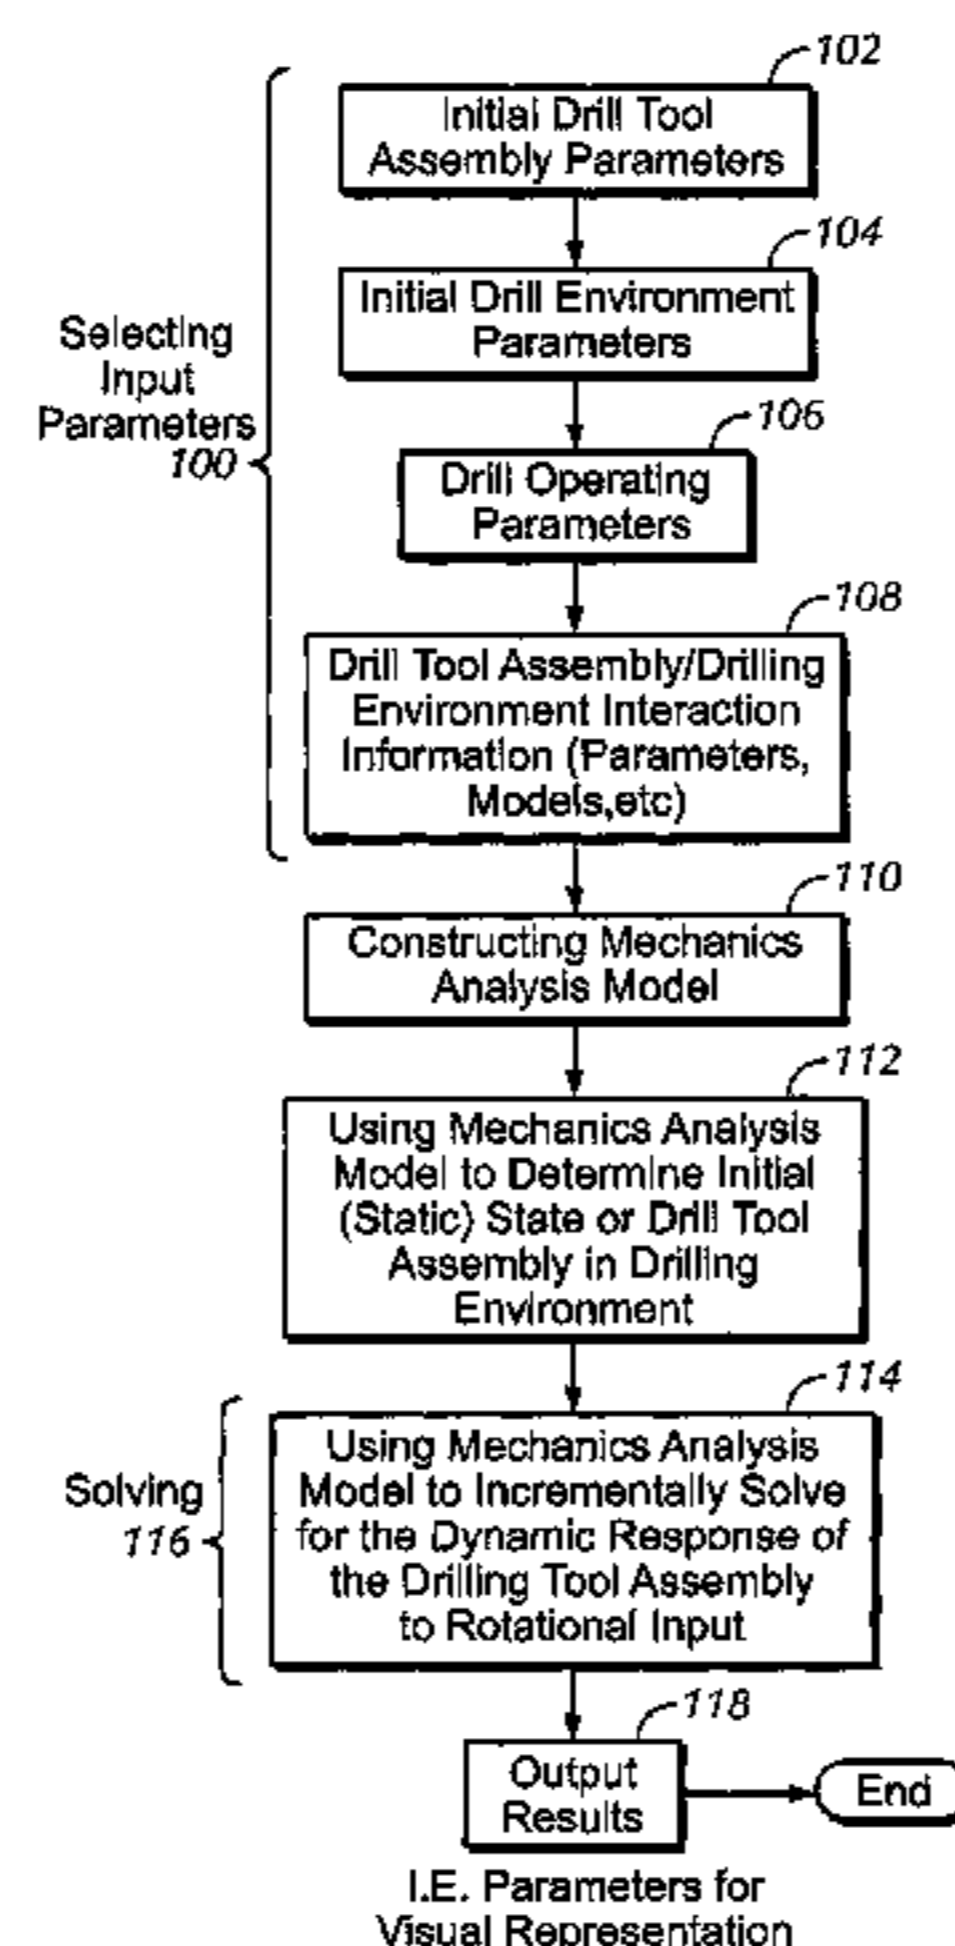 102
Initial Drill Tool
Assembly Parameters
104
Initial Drill Environment
Parameters
Selecting
Input
Parameters
100
106
Drill Operating
Parameters
108
Drill Tool Assembly/Drilling
Environment Interaction
Information (Parameters,
Models,etc)
110
Constructing Mechanics
Analysis Model
112
Using Mechanics Analysis
Model to Determine Initial
(Static) State or Drill Tool
Assembly in Drilling
Environment
114
Solving
116
Using Mechanics Analysis
Model to Incrementally Solve
for the Dynamic Response of
the Drilling Tool Assembly
to Rotational Input
118
Output
Results
End
I.E. Parameters for
Visual Representation